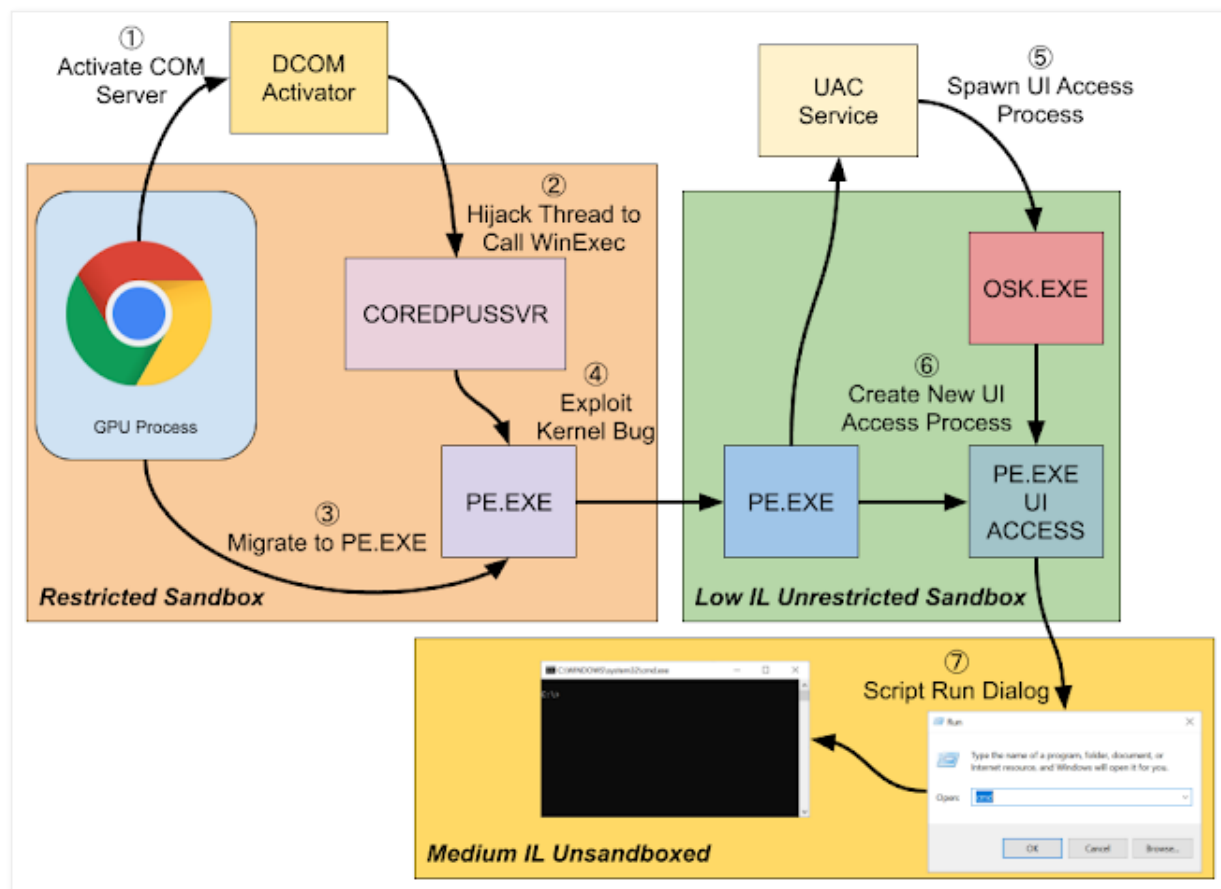 ①
Activate COM
Server
DCOM
Activator
UAC
Service
⑤
Spawn UI Access
Process
②
Hijack Thread to
Call WinExec
GPU Process
COREDPUSSVR
OSK.EXE
④
Exploit
Kernel Bug
⑥
Create New UI
Access Process
③
Migrate to PE.EXE
PE.EXE
PE.EXE
PE.EXE
UI
ACCESS
Restricted Sandbox
Low IL Unrestricted Sandbox
⑦
Script Run Dialog
C:\WINDOWS\system32\cmd.exe
Run
Type the name of a program, folder, document, or
Internet resource, and Windows will open it for you.
Open:
cmd
OK
Cancel
Browse...
Medium IL Unsandboxed